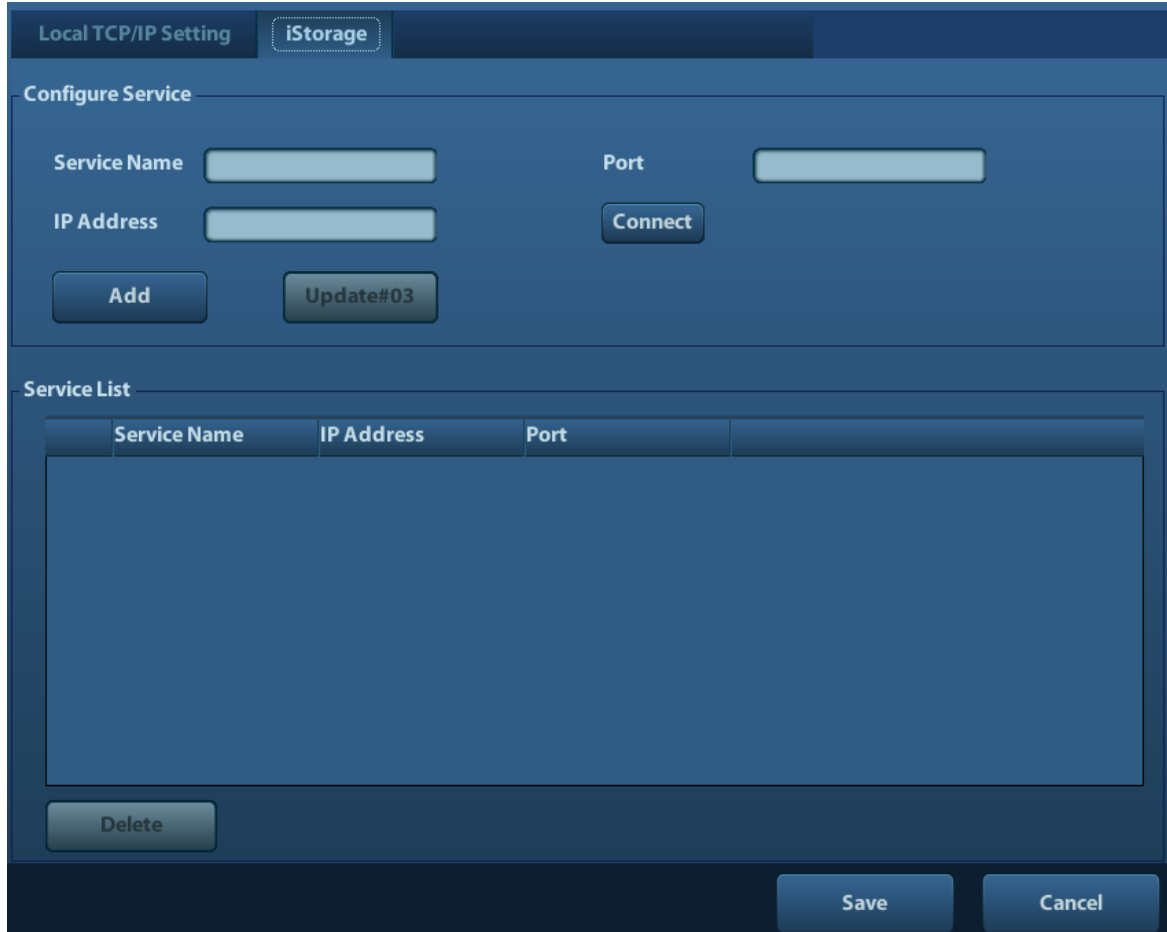 Local TCP/IP Setting iStorage
Configure Service
Service Name Port
IP Address Connect
Add Update#03
Service List
Service Name IP Address Port
Delete
Save Cancel